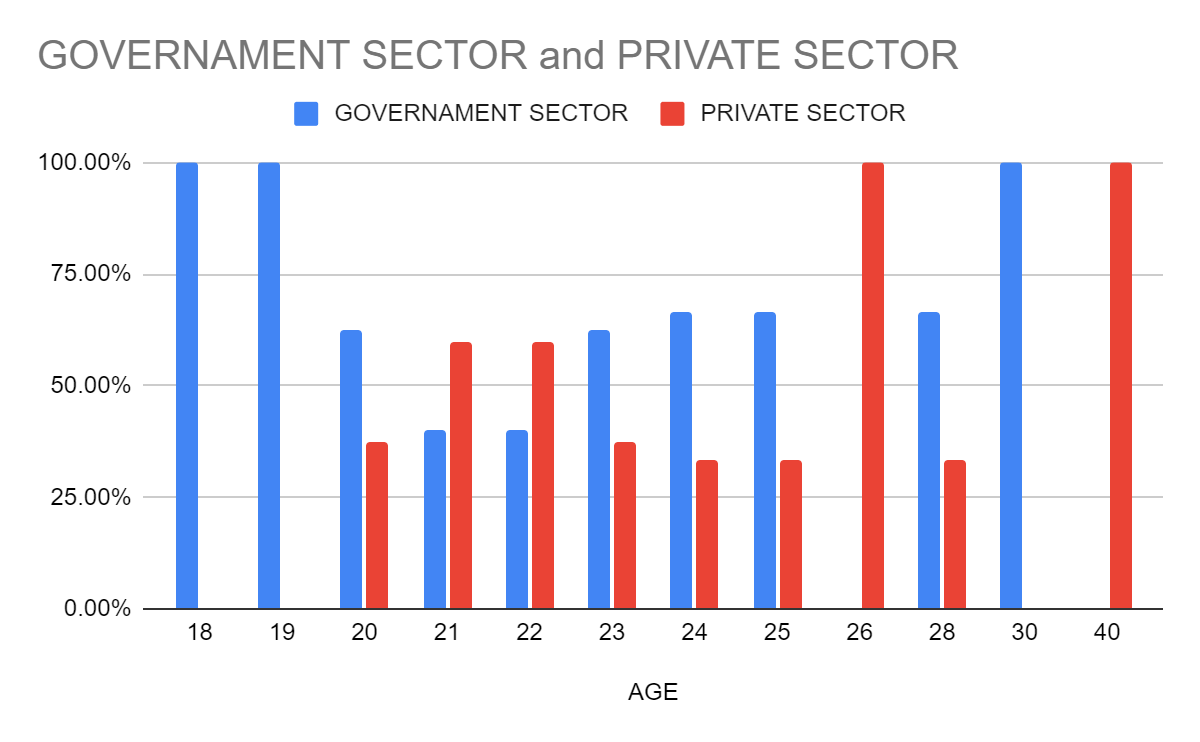 GOVERNAMENT SECTOR and PRIVATE SECTOR
GOVERNAMENT SECTOR PRIVATE SECTOR
100.00%
75.00%
50.00%
25.00%
0.00%
18 19 20 21 22 23 24 25 26 28 30 40
AGE